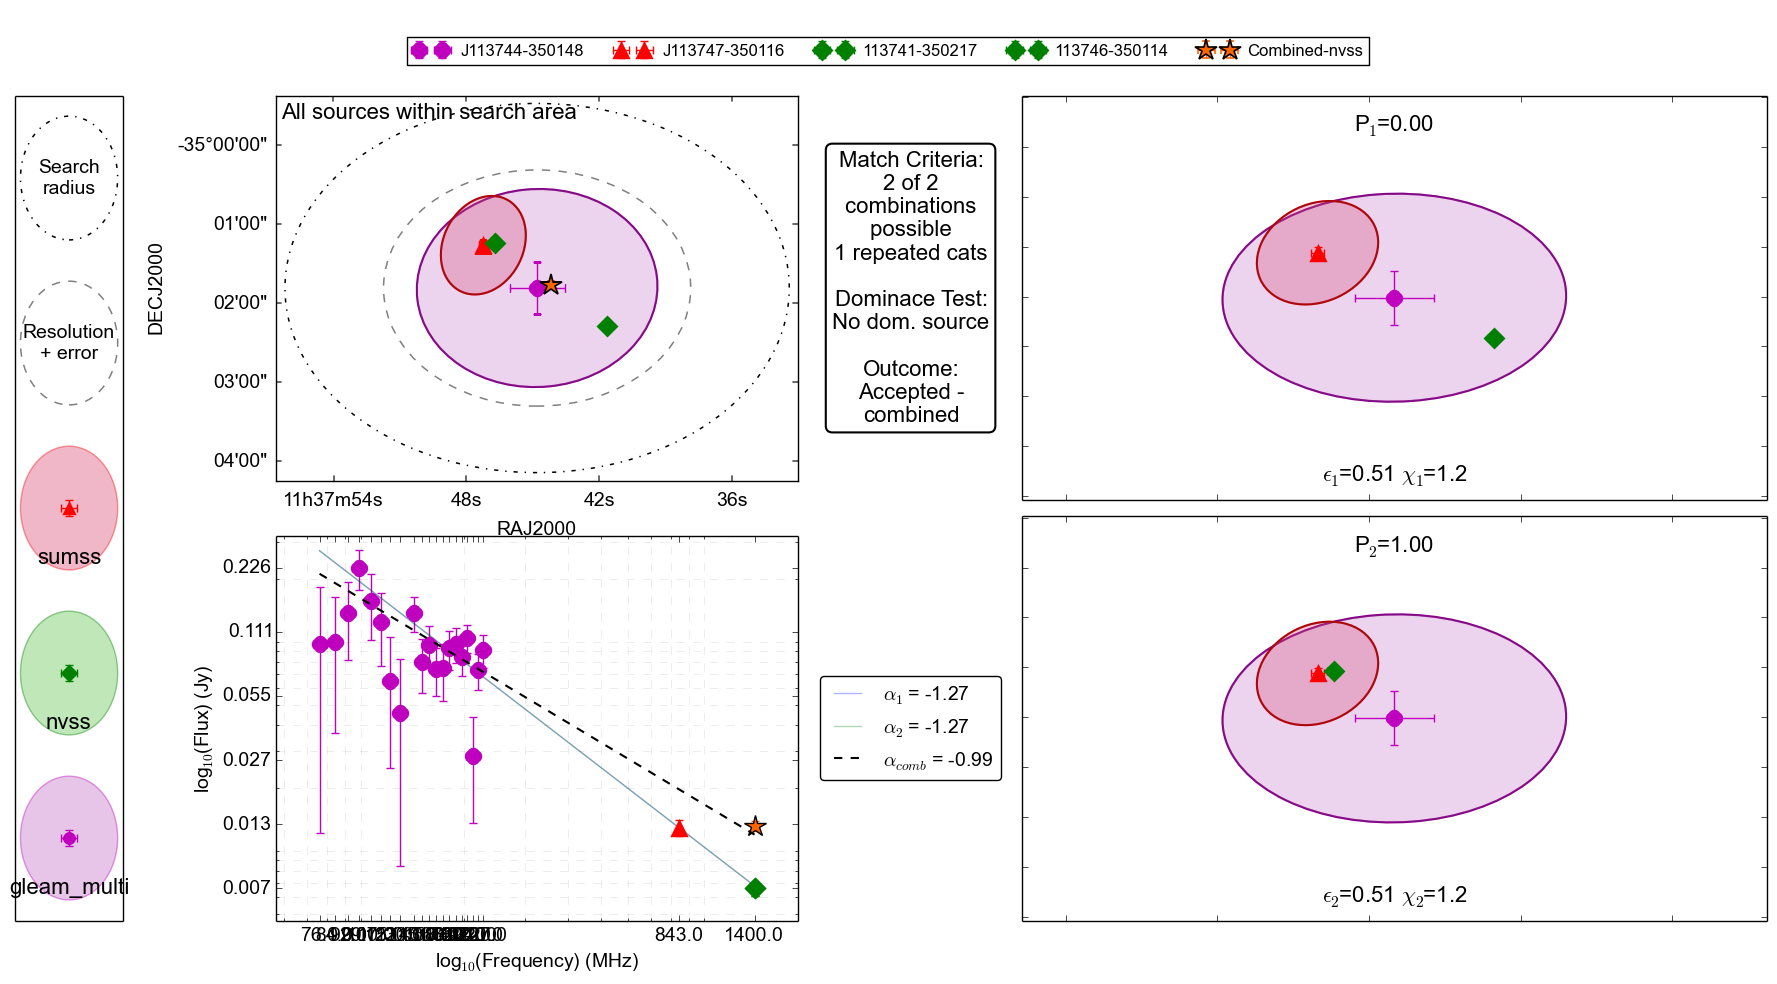 J113744-350148 J113747-350116 113741-350217 113746-350114 Combined-nvss
Search
radius
Resolution
+ error
sumss
nvss
gleam_multi
All sources within search area
DECJ2000
-35°00'00"
01'00"
02'00"
03'00"
04'00"
11h37m54s 48s 42s 36s
RAJ2000
Match Criteria:
2 of 2
combinations
possible
1 repeated cats
Dominace Test:
No dom. source
Outcome:
Accepted -
combined
P1=0.00
ϵ1=0.51 χ1=1.2
log10(Flux) (Jy)
0.226
0.111
0.055
0.027
0.013
0.007
843.0 1400.0
log10(Frequency) (MHz)
α1 = -1.27
α2 = -1.27
αcomb = -0.99
P2=1.00
ϵ2=0.51 χ2=1.2